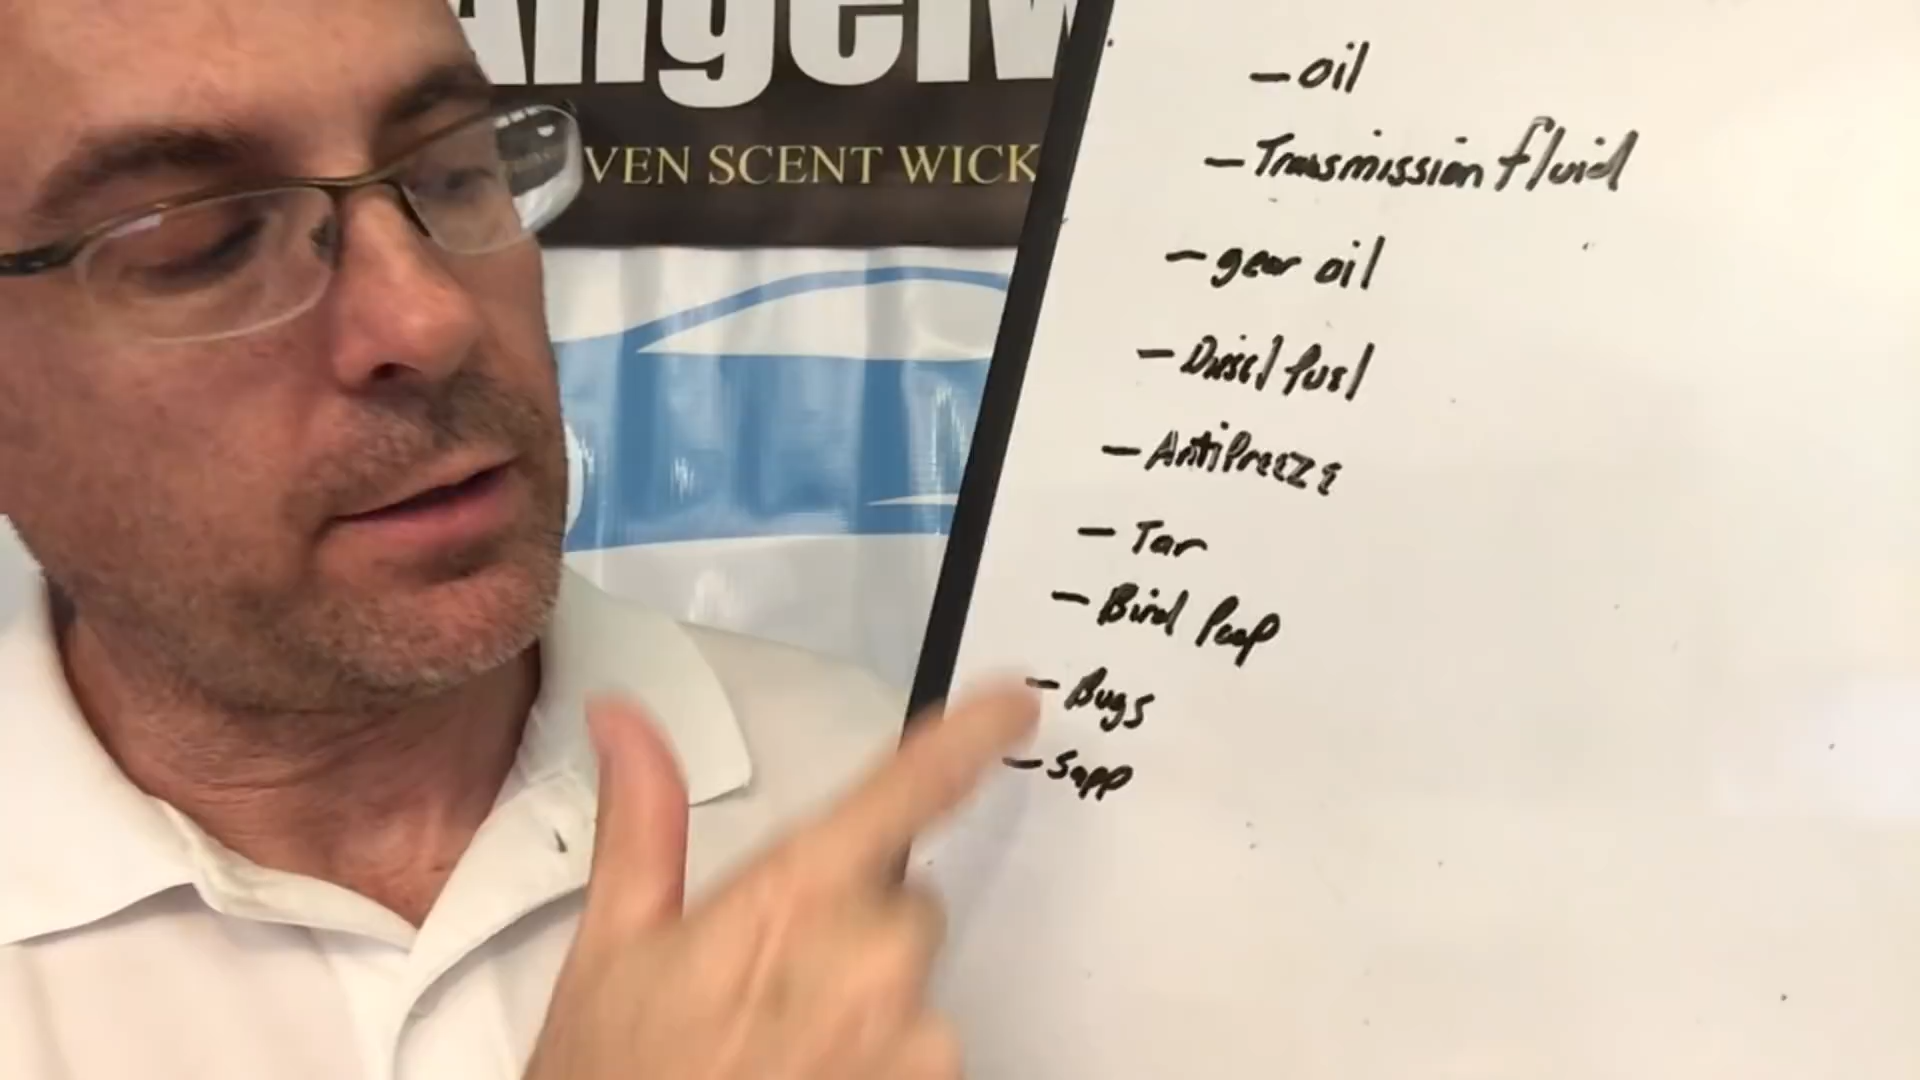 Angelw
VEN SCENT WICK
- oil
- Transmission fluid
- gear oil
- Diesel fuel
- Antifreeze
- Tar
- Bird Poop
- Bugs
- Sapp